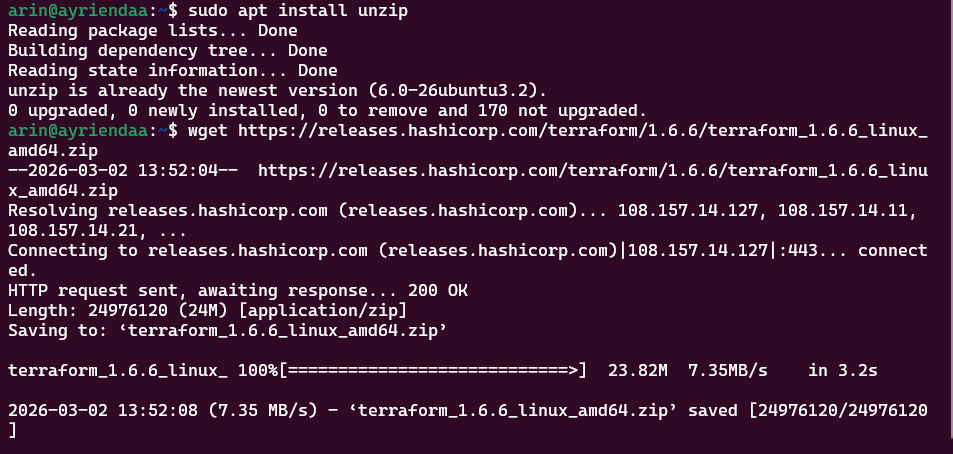 arin@ayriendaa:~$ sudo apt install unzip
Reading package lists... Done
Building dependency tree... Done
Reading state information... Done
unzip is already the newest version (6.0-26ubuntu3.2).
0 upgraded, 0 newly installed, 0 to remove and 170 not upgraded.
arin@ayriendaa:~$ wget https://releases.hashicorp.com/terraform/1.6.6/terraform_1.6.6_linux_
amd64.zip
--2026-03-02 13:52:04--  https://releases.hashicorp.com/terraform/1.6.6/terraform_1.6.6_linu
x_amd64.zip
Resolving releases.hashicorp.com (releases.hashicorp.com)... 108.157.14.127, 108.157.14.11,
108.157.14.21, ...
Connecting to releases.hashicorp.com (releases.hashicorp.com)|108.157.14.127|:443... connect
ed.
HTTP request sent, awaiting response... 200 OK
Length: 24976120 (24M) [application/zip]
Saving to: ‘terraform_1.6.6_linux_amd64.zip’
terraform_1.6.6_linux_ 100%[============================>]  23.82M  7.35MB/s    in 3.2s
2026-03-02 13:52:08 (7.35 MB/s) - ‘terraform_1.6.6_linux_amd64.zip’ saved [24976120/24976120
]